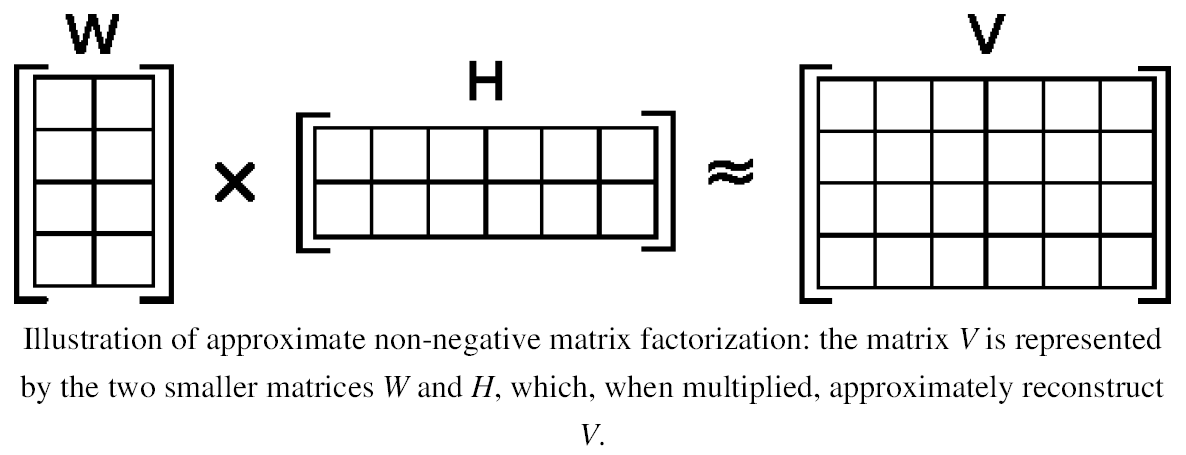 W
H
V
× ≈
Illustration of approximate non-negative matrix factorization: the matrix V is represented
by the two smaller matrices W and H, which, when multiplied, approximately reconstruct
V.